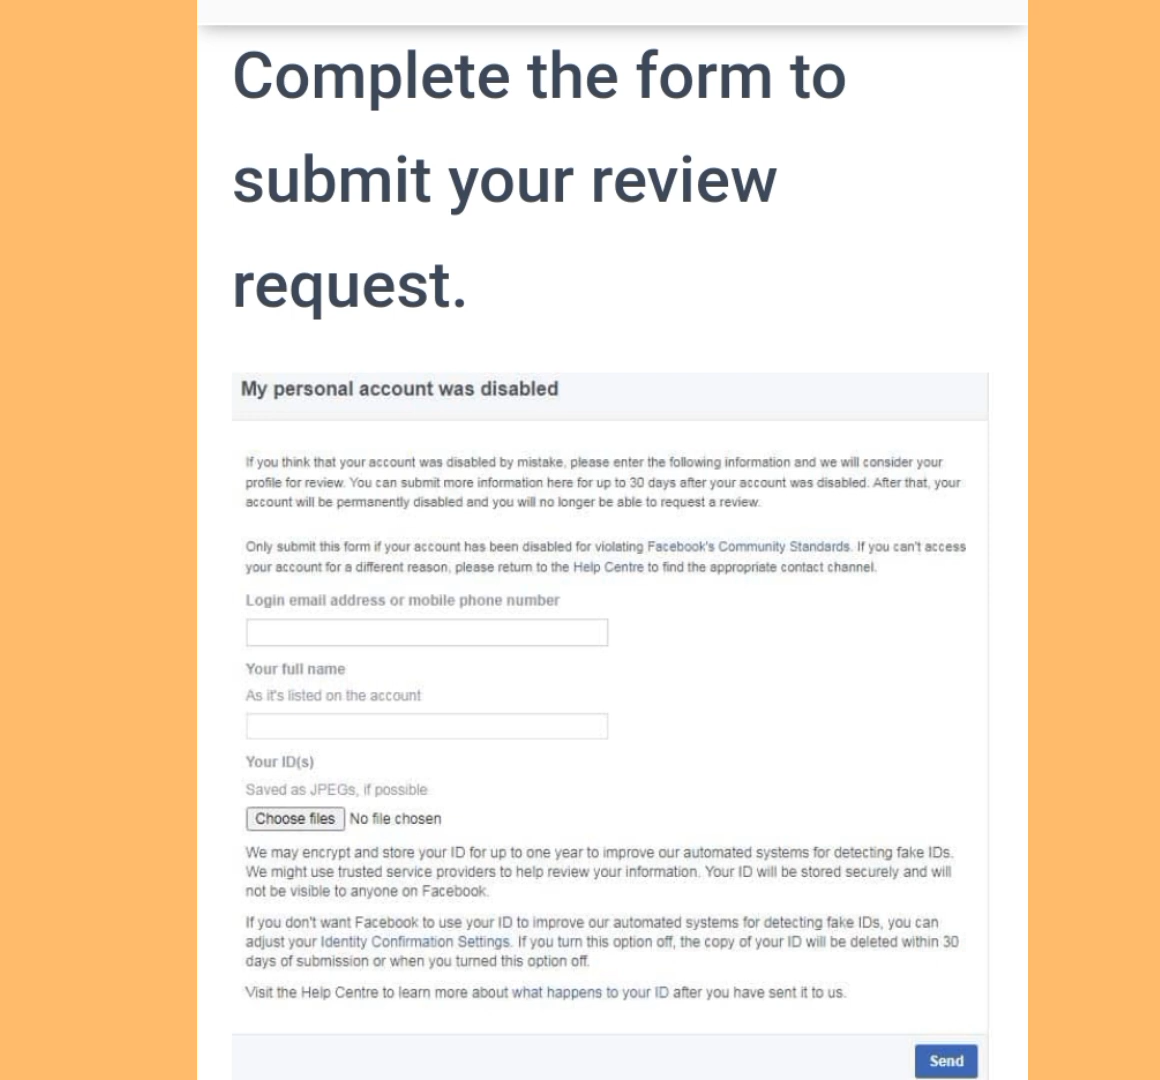 Complete the form to
submit your review
request.
My personal account was disabled
If you think that your account was disabled by mistake, please enter the following information and we will consider your
profile for review. You can submit more information here for up to 30 days after your account was disabled. After that, your
account will be permanently disabled and you will no longer be able to request a review.
Only submit this form if your account has been disabled for violating Facebook's Community Standards. If you can't access
your account for a different reason, please return to the Help Centre to find the appropriate contact channel.
Login email address or mobile phone number
Your full name
As it's listed on the account
Your ID(s)
Saved as JPEGs, if possible
Choose files No file chosen
We may encrypt and store your ID for up to one year to improve our automated systems for detecting fake IDs.
We might use trusted service providers to help review your information. Your ID will be stored securely and will
not be visible to anyone on Facebook.
If you don't want Facebook to use your ID to improve our automated systems for detecting fake IDs, you can
adjust your Identity Confirmation Settings. If you turn this option off, the copy of your ID will be deleted within 30
days of submission or when you turned this option off.
Visit the Help Centre to learn more about what happens to your ID after you have sent it to us.
Send